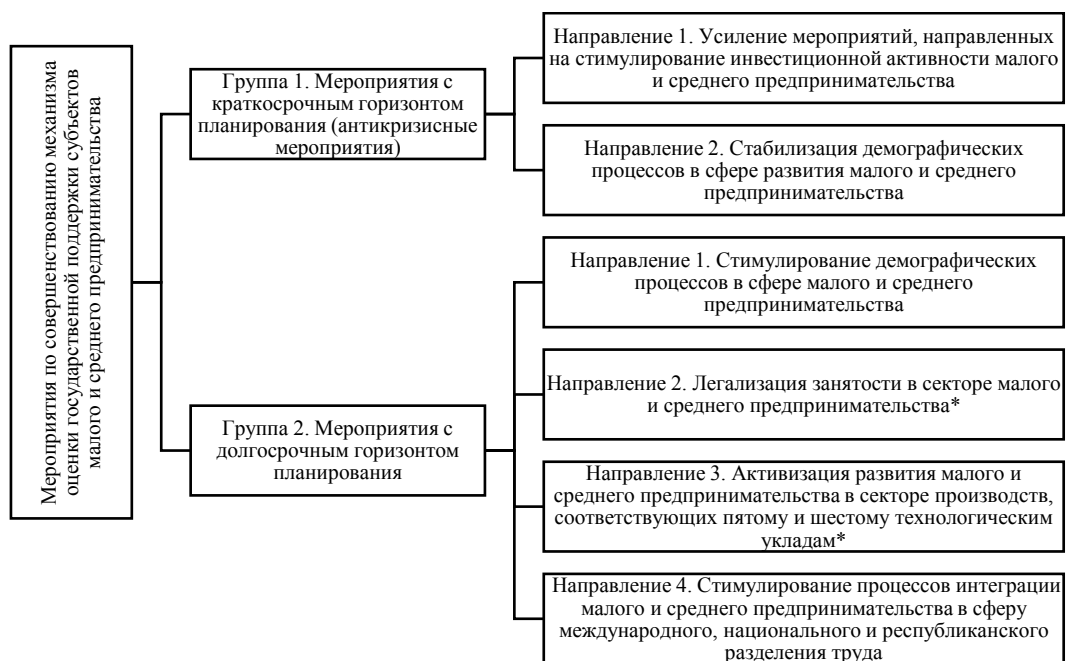 Мероприятия по совершенствованию механизма
оценки государственной поддержки субъектов
малого и среднего предпринимательства
Группа 1. Мероприятия с
краткосрочным горизонтом
планирования (антикризисные
мероприятия)
Направление 1. Усиление мероприятий, направленных
на стимулирование инвестиционной активности малого
и среднего предпринимательства
Направление 2. Стабилизация демографических
процессов в сфере развития малого и среднего
предпринимательства
Группа 2. Мероприятия с
долгосрочным горизонтом
планирования
Направление 1. Стимулирование демографических
процессов в сфере малого и среднего
предпринимательства
Направление 2. Легализация занятости в секторе малого
и среднего предпринимательства*
Направление 3. Активизация развития малого и
среднего предпринимательства в секторе производств,
соответствующих пятому и шестому технологическим
укладам*
Направление 4. Стимулирование процессов интеграции
малого и среднего предпринимательства в сферу
международного, национального и республиканского
разделения труда